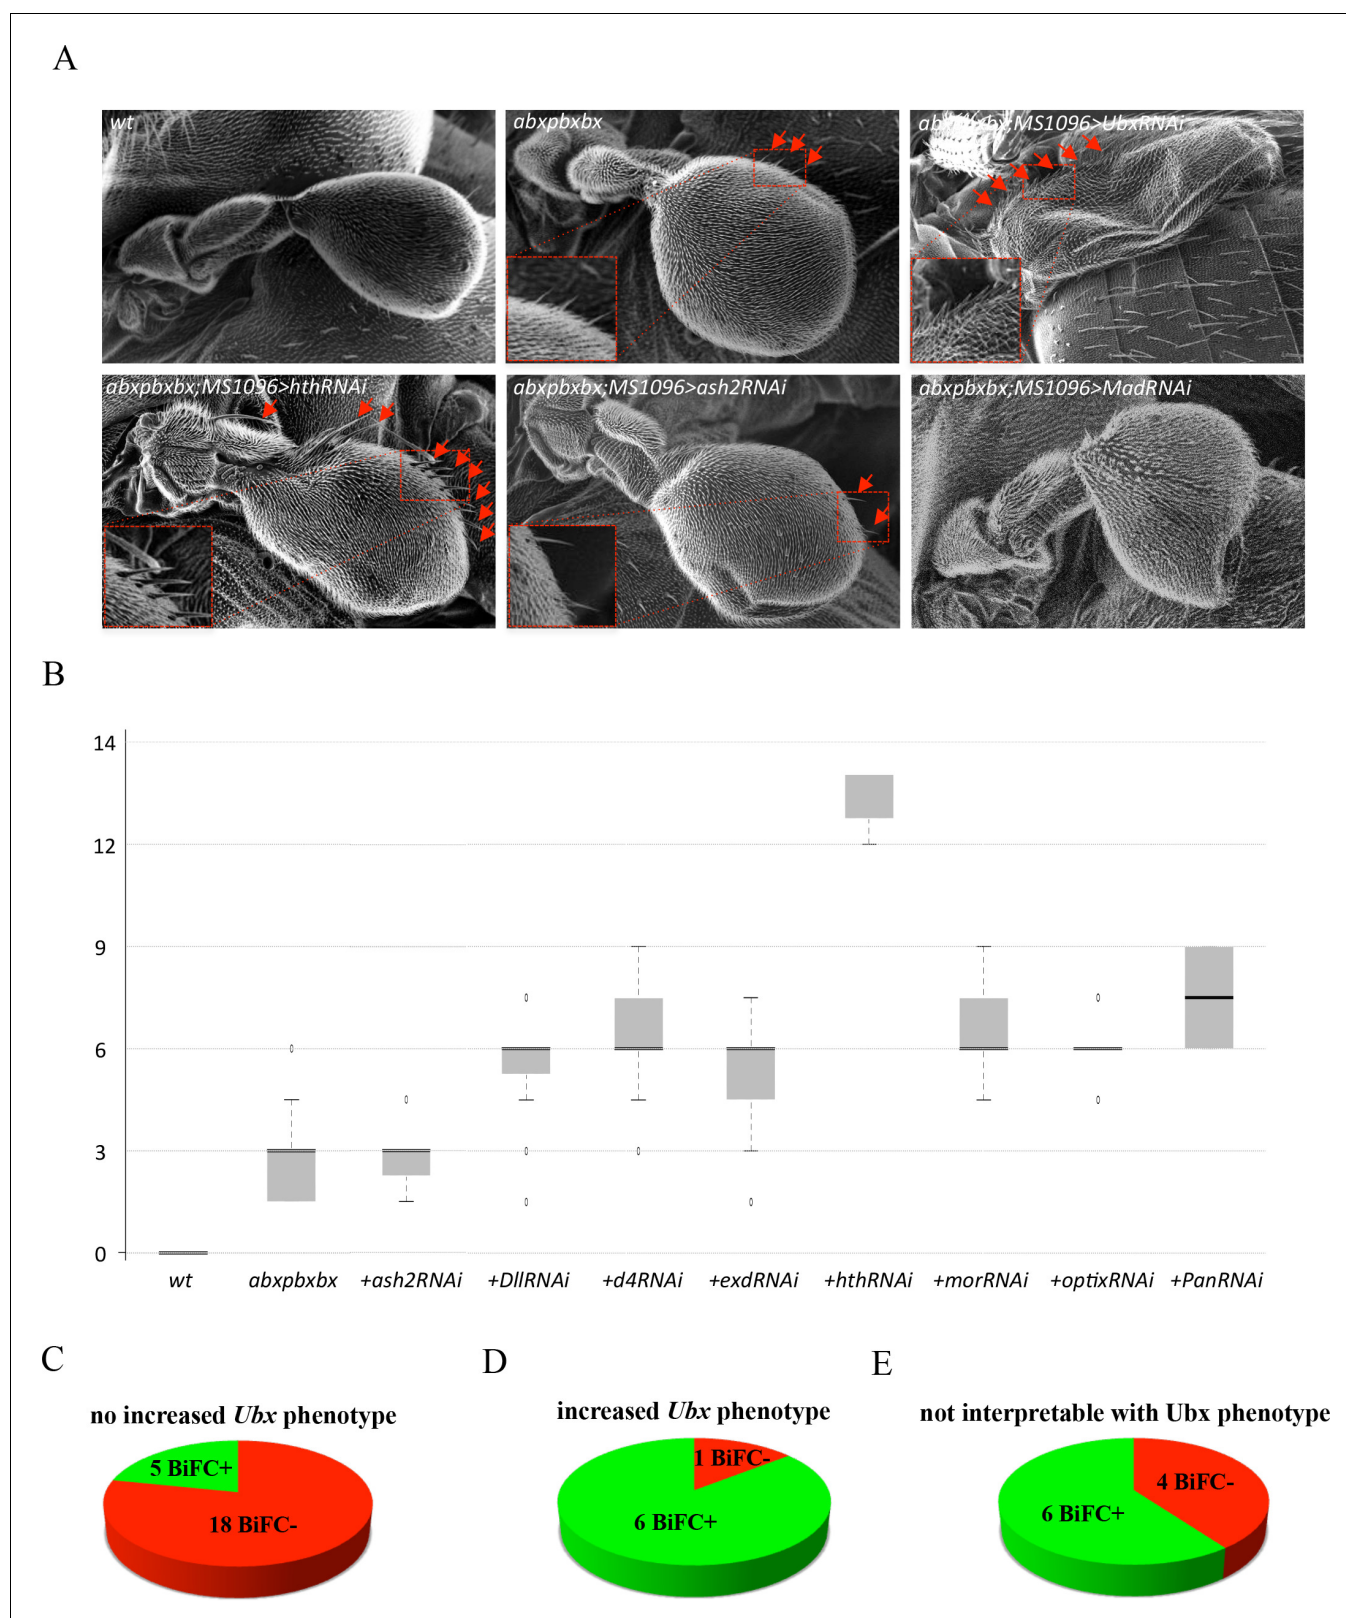 A
wt
abxpbxbx
abxpbxbx;MS1096>UbxRNAi
abxpbxbx;MS1096>hthRNAi
abxpbxbx;MS1096>ash2RNAi
abxpbxbx;MS1096>MadRNAi
B
14
12
9
6
3
0
wt abxpbxbx +ash2RNAi +DllRNAi +d4RNAi +exdRNAi +hthRNAi +morRNAi +optixRNAi +PanRNAi
C
no increased Ubx phenotype
5 BiFC+
18 BiFC-
D
increased Ubx phenotype
1 BiFC-
6 BiFC+
E
not interpretable with Ubx phenotype
4 BiFC-
6 BiFC+